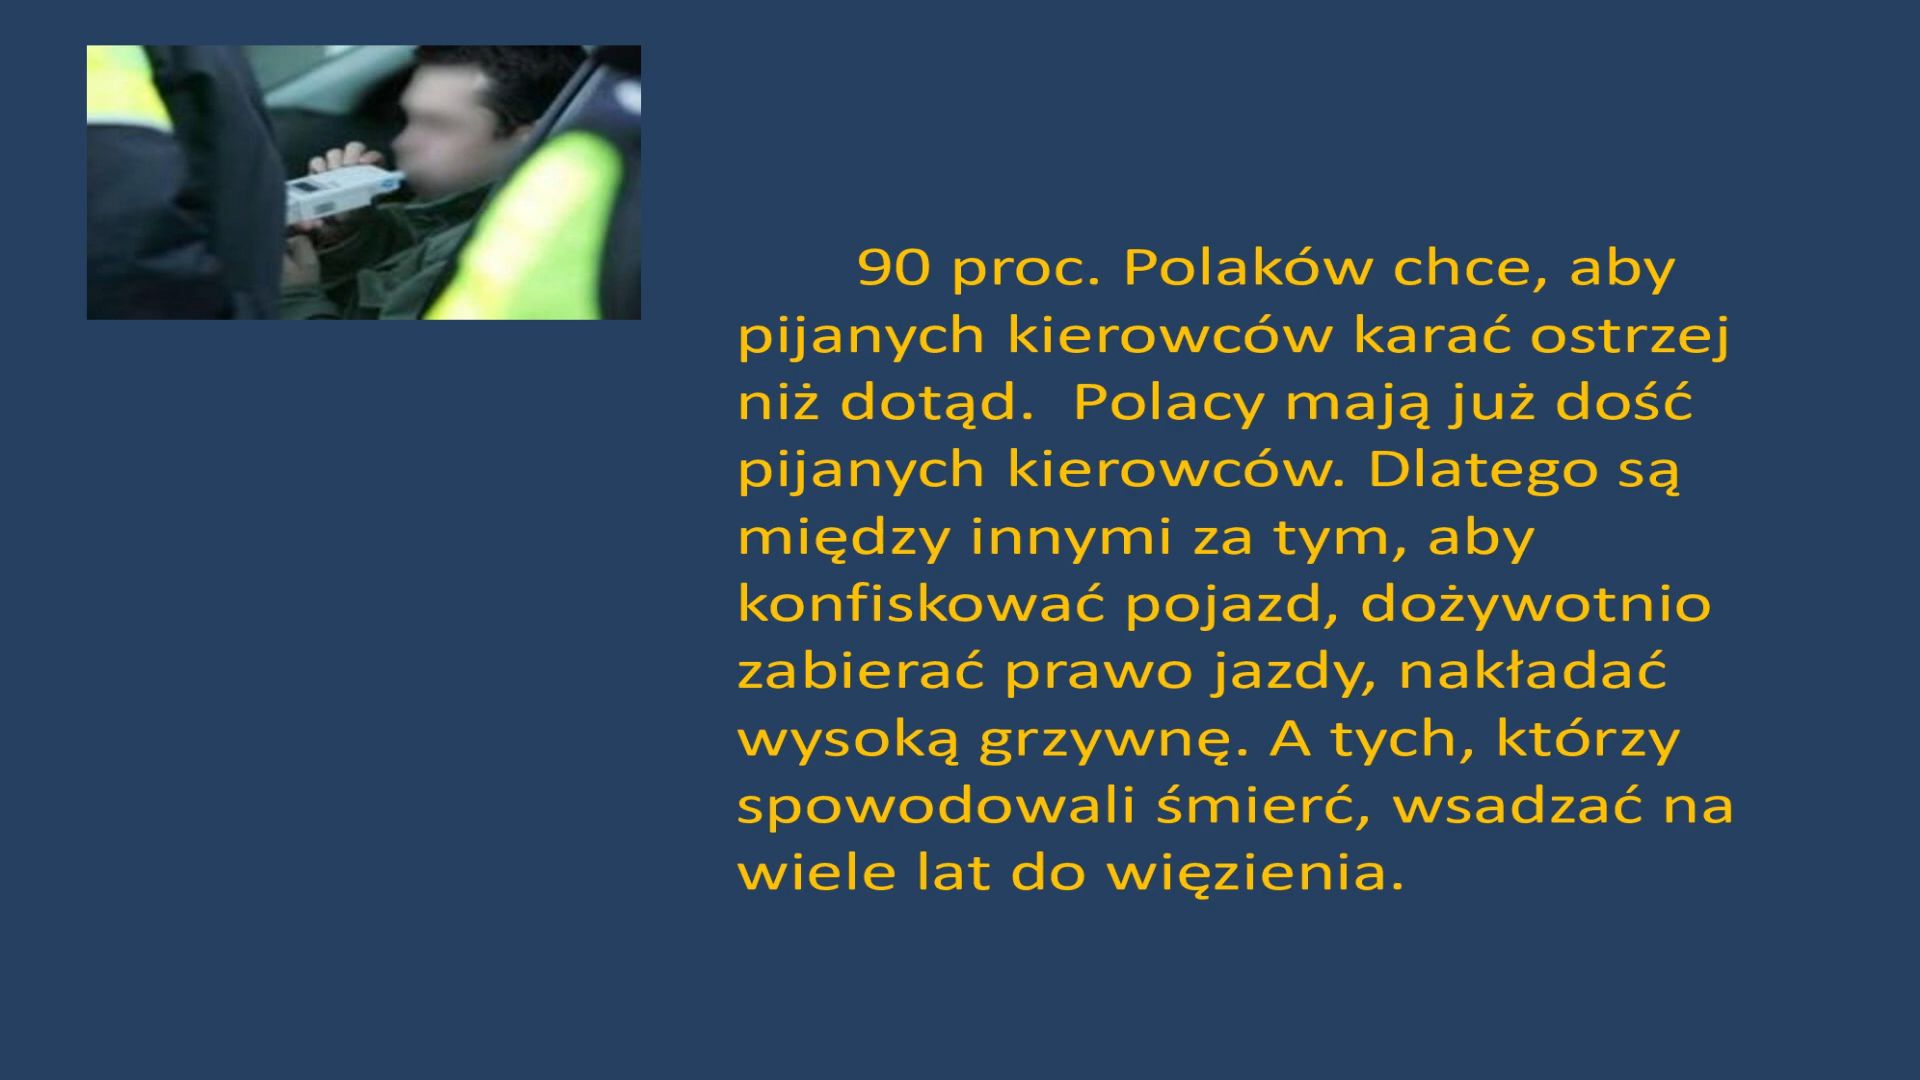 90 proc. Polaków chce, aby
pijanych kierowców karać ostrzej
niż dotąd.  Polacy mają już dość
pijanych kierowców. Dlatego są
między innymi za tym, aby
konfiskować pojazd, dożywotnio
zabierać prawo jazdy, nakładać
wysoką grzywnę. A tych, którzy
spowodowali śmierć, wsadzać na
wiele lat do więzienia.